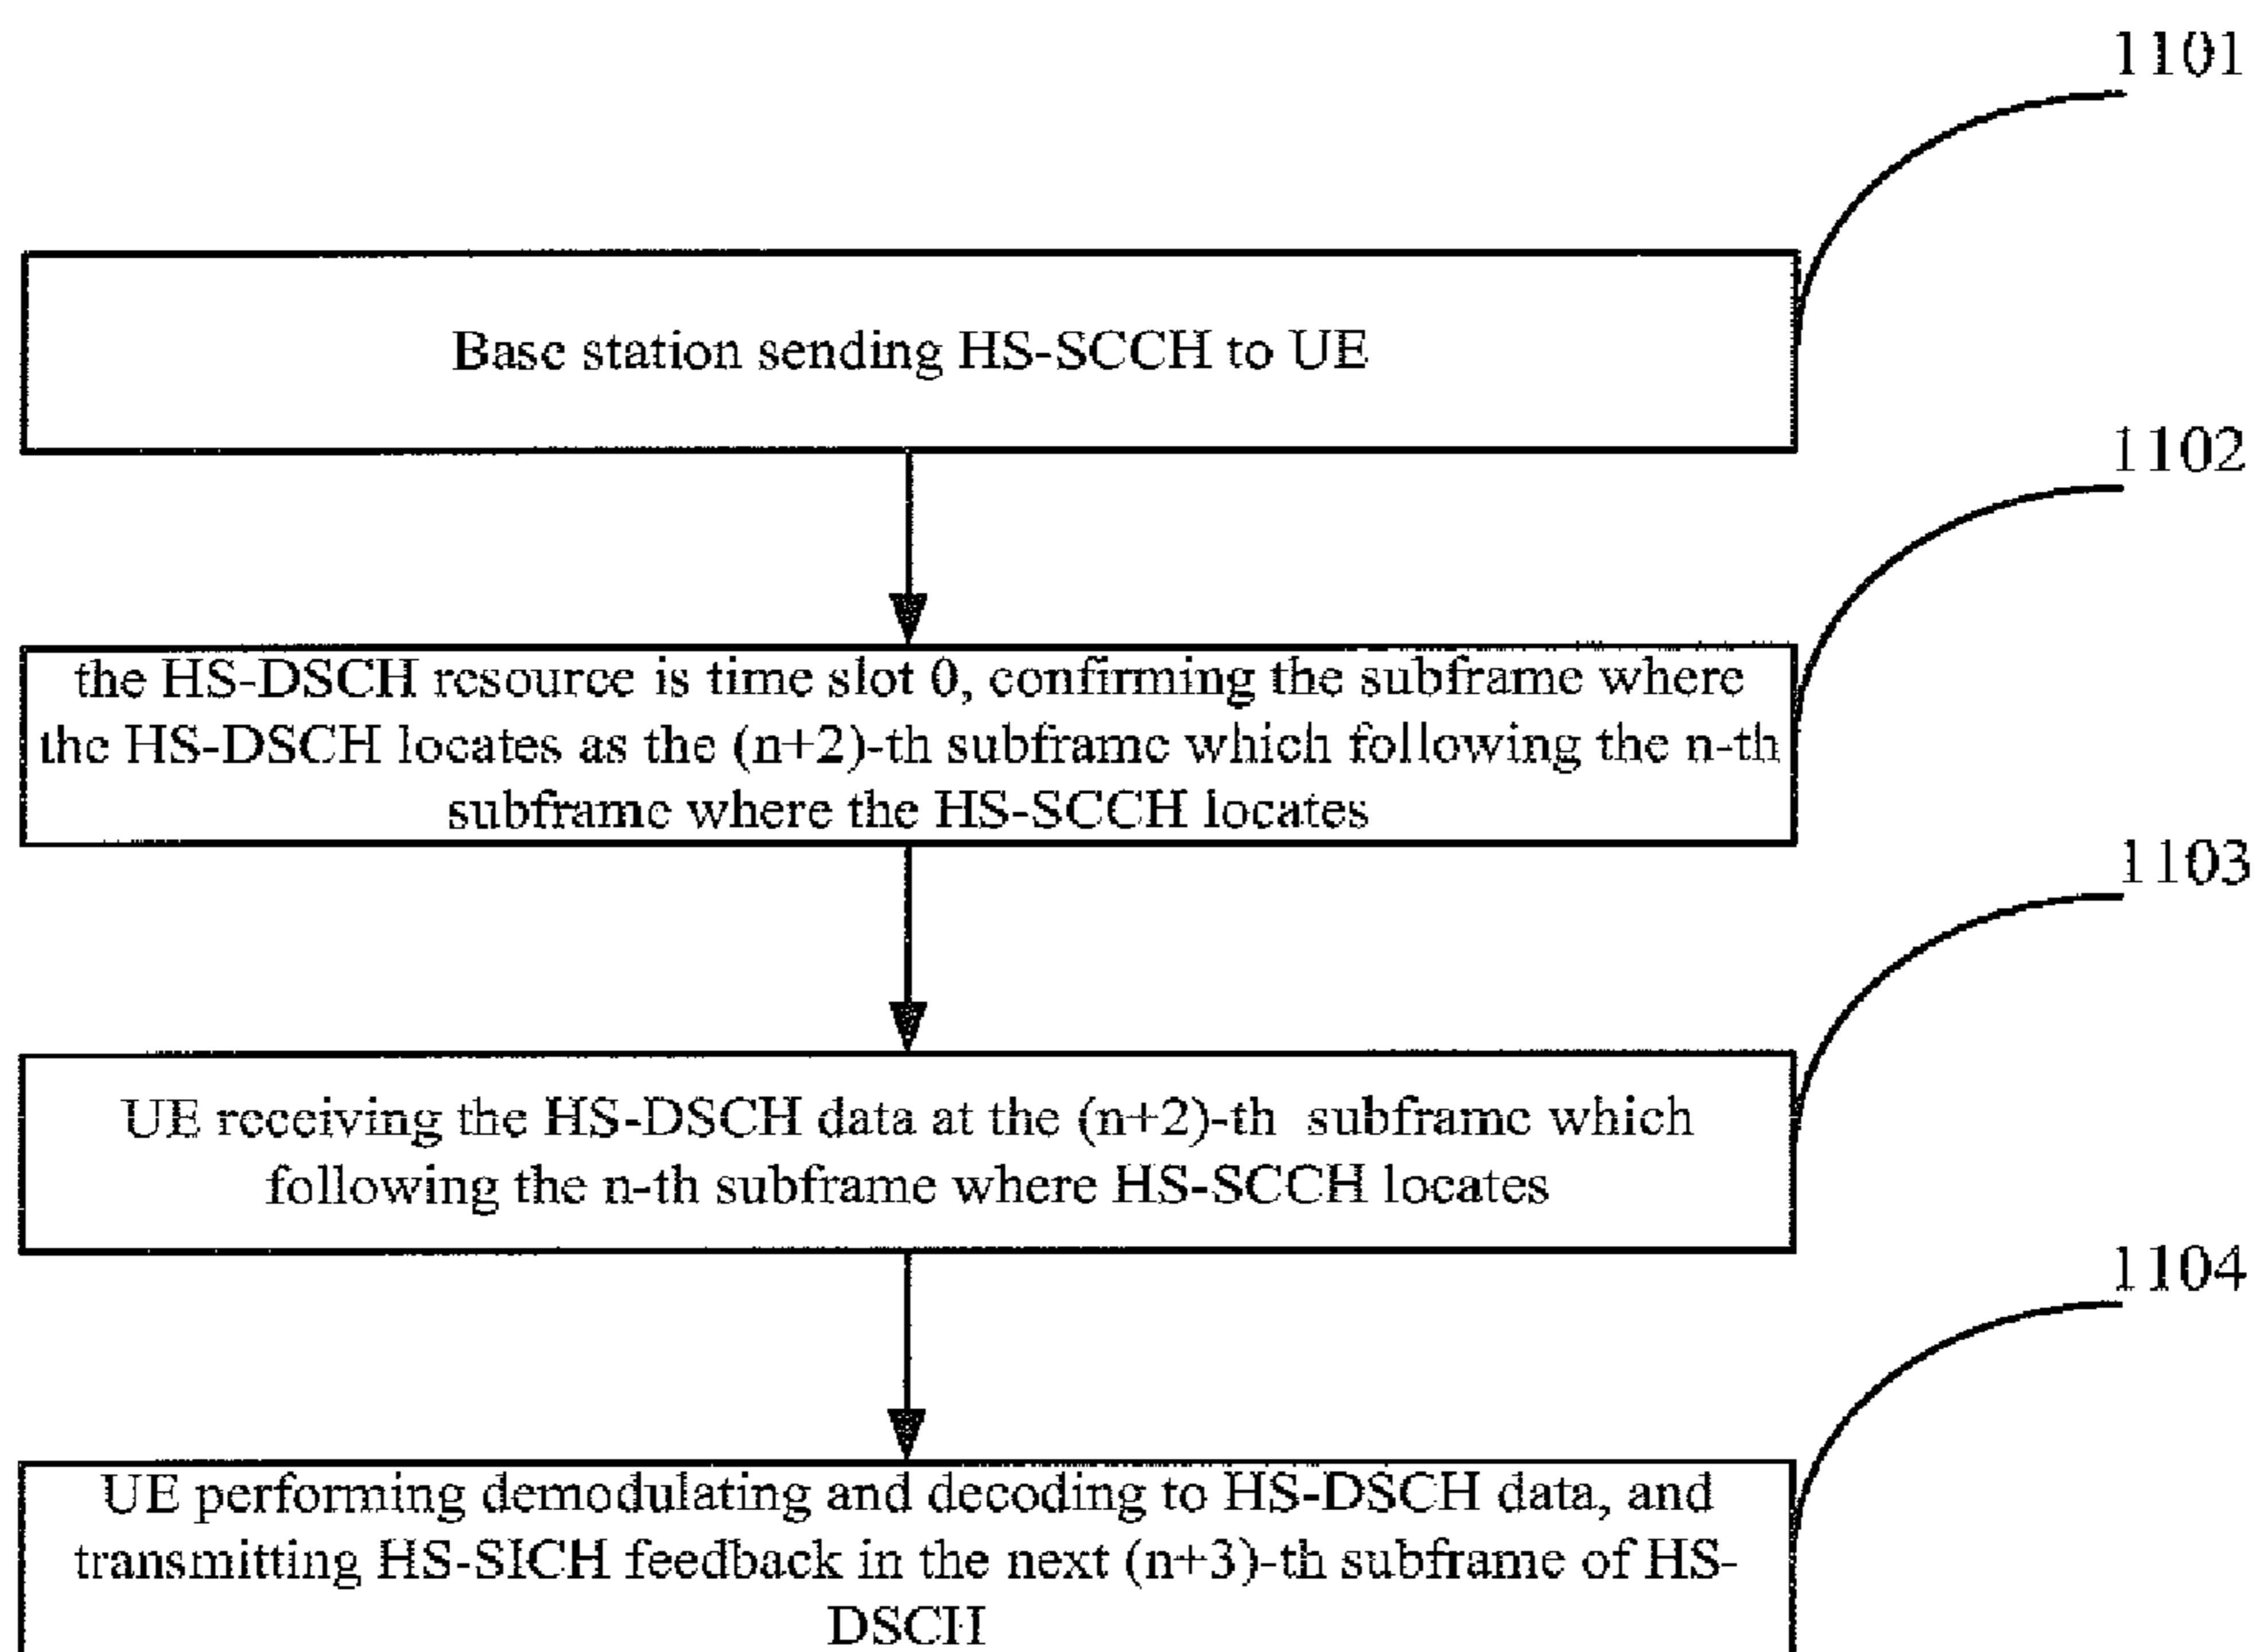 1101
Base station sending HS-SCCH to UE
1102
the HS-DSCH resource is time slot 0, confirming the subframe where
the HS-DSCH locates as the (n+2)-th subframe which following the n-th
subframe where the HS-SCCH locates
1103
UE receiving the HS-DSCH data at the (n+2)-th subframe which
following the n-th subframe where HS-SCCH locates
1104
UE performing demodulating and decoding to HS-DSCH data, and
transmitting HS-SICH feedback in the next (n+3)-th subframe of HS-
DSCH